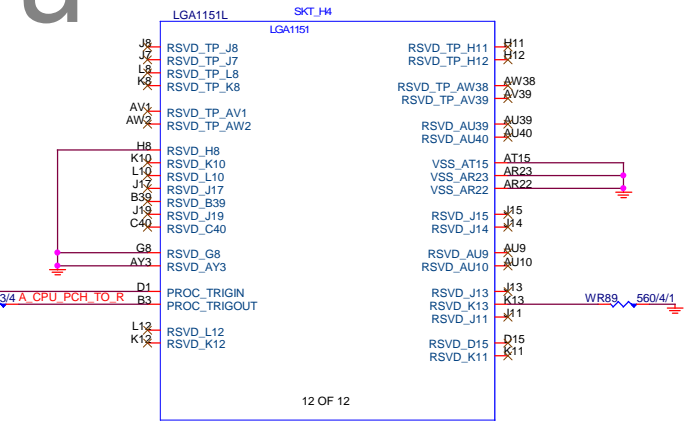 LGA1151L SKT_H4
LGA1151
J8 RSVD_TP_J8 RSVD_TP_H11 H11
J7 RSVD_TP_J7 RSVD_TP_H12 H12
L8 RSVD_TP_L8
K8 RSVD_TP_K8 RSVD_TP_AW38 AW38
RSVD_TP_AV39 AV39
AV1 RSVD_TP_AV1
AW2 RSVD_TP_AW2 RSVD_AU39 AU39
RSVD_AU40 AU40
H8 RSVD_H8
K10 RSVD_K10 VSS_AT15 AT15
L10 RSVD_L10 VSS_AR23 AR23
J17 RSVD_J17 VSS_AR22 AR22
B39 RSVD_B39
J19 RSVD_J19 RSVD_J15 J15
C40 RSVD_C40 RSVD_J14 J14
G8 RSVD_G8 RSVD_AU9 AU9
AY3 RSVD_AY3 RSVD_AU10 AU10
D1 PROC_TRIGIN RSVD_J13 J13
3/4 A_CPU_PCH_TO_R B3 PROC_TRIGOUT RSVD_K13 K13 WR89 560/4/1
RSVD_J11 J11
L12 RSVD_L12
K12 RSVD_K12 RSVD_D15 D15
RSVD_K11 K11
12 OF 12